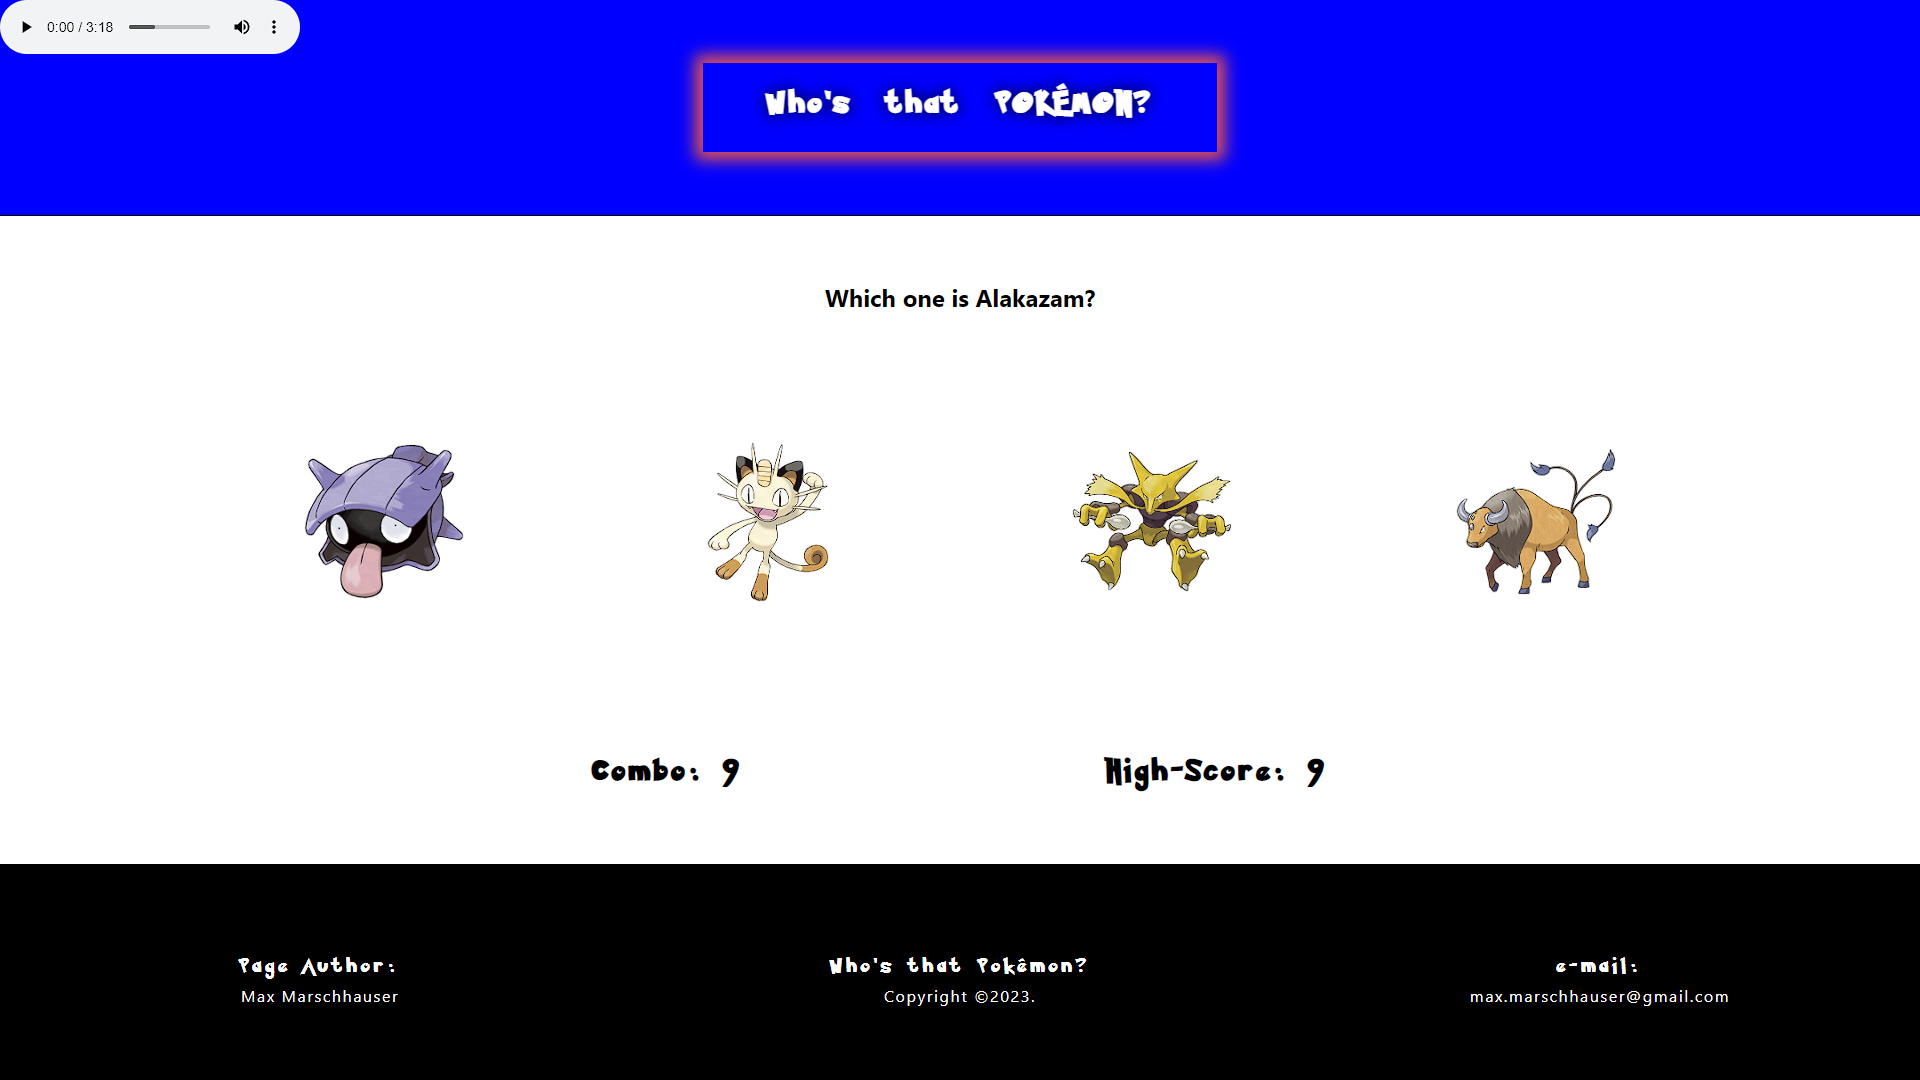 0:00 / 3:18
Who's that POKÉMON?
Which one is Alakazam?
Combo: 9
High-Score: 9
Page Author:
Max Marschhauser
Who's that Pokémon?
Copyright ©2023.
e-mail:
max.marschhauser@gmail.com